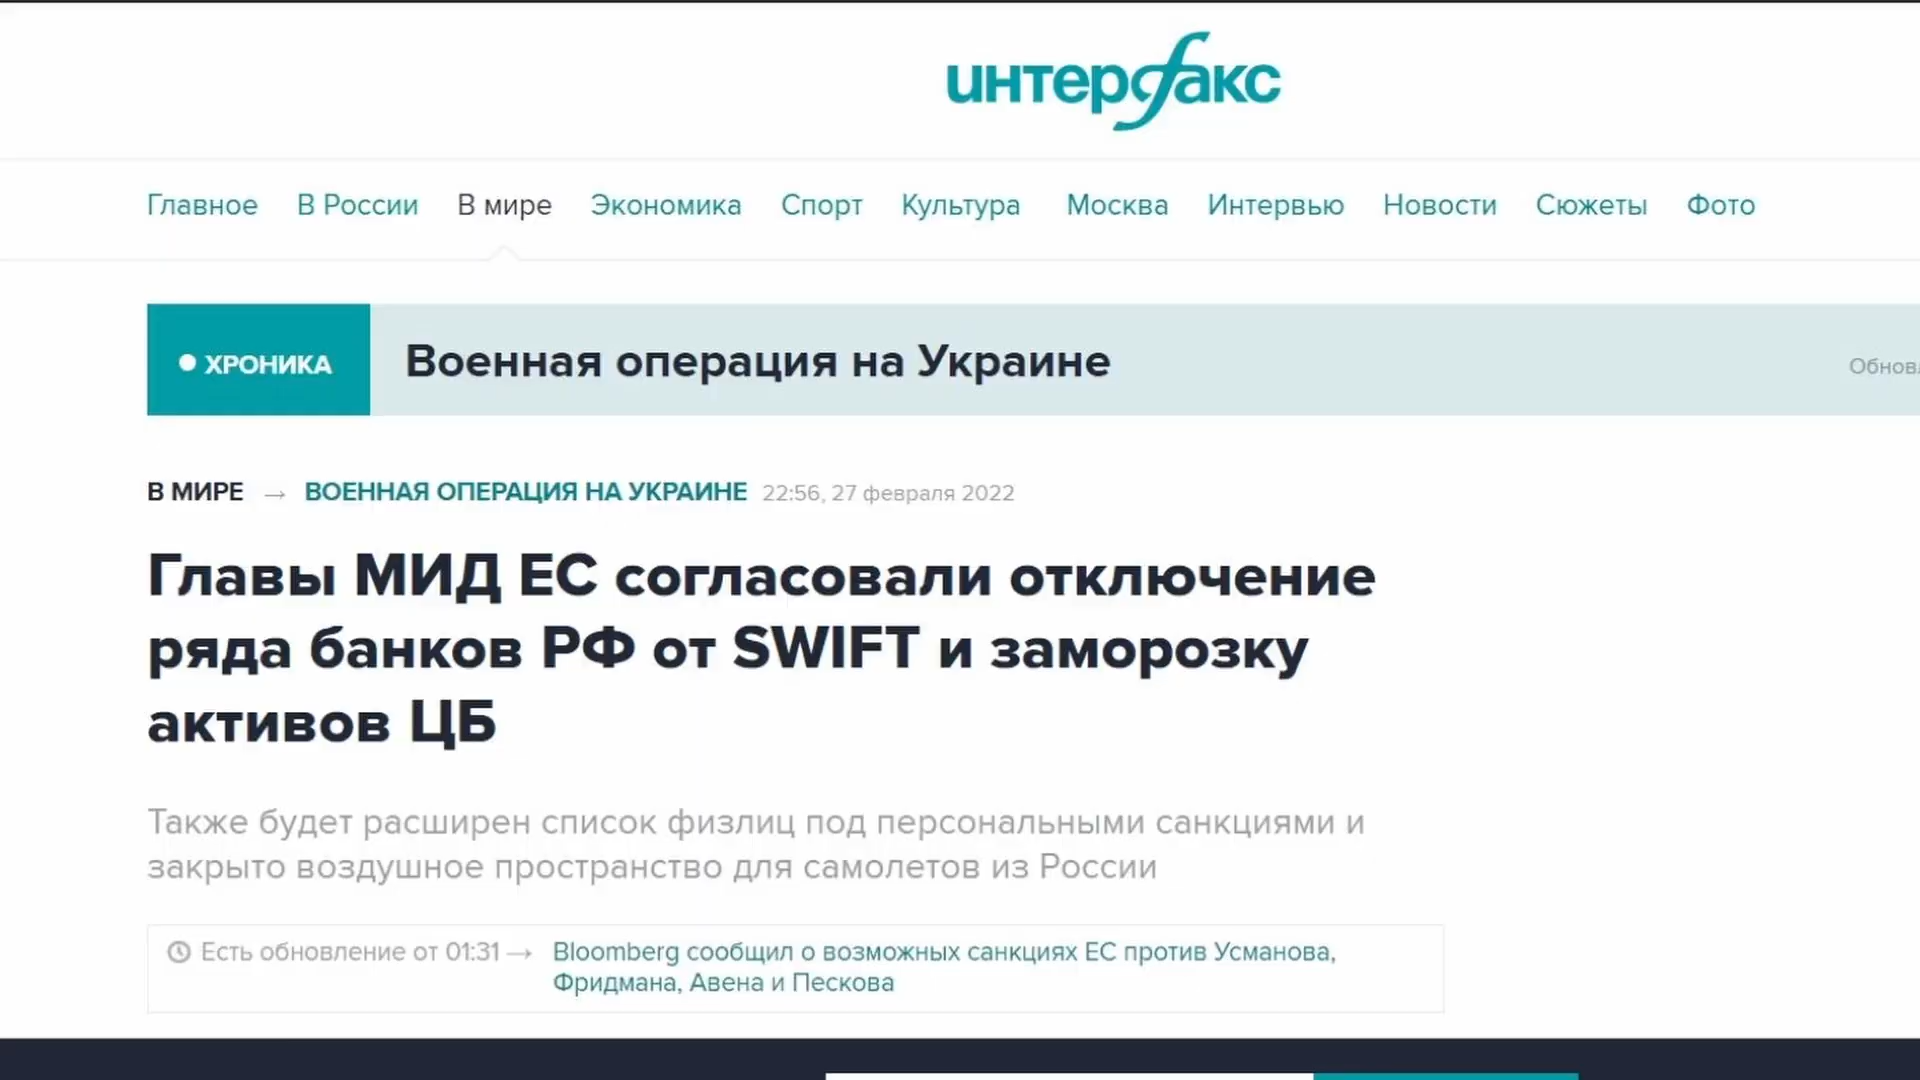 интерфакс
Главное В России В мире Экономика Спорт Культура Москва Интервью Новости Сюжеты Фото
ХРОНИКА Военная операция на Украине
В МИРЕ → ВОЕННАЯ ОПЕРАЦИЯ НА УКРАИНЕ 22:56, 27 февраля 2022
Главы МИД ЕС согласовали отключение
ряда банков РФ от SWIFT и заморозку
активов ЦБ
Также будет расширен список физлиц под персональными санкциями и
закрыто воздушное пространство для самолетов из России
Есть обновление от 01:31 → Bloomberg сообщил о возможных санкциях ЕС против Усманова,
Фридмана, Авена и Пескова